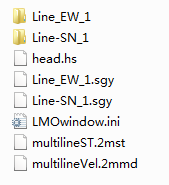 Line_EW_1
Line-SN_1
head.hs
Line_EW_1.sgy
Line-SN_1.sgy
LMOwindow.ini
multilineST.2mst
multilineVel.2mmd